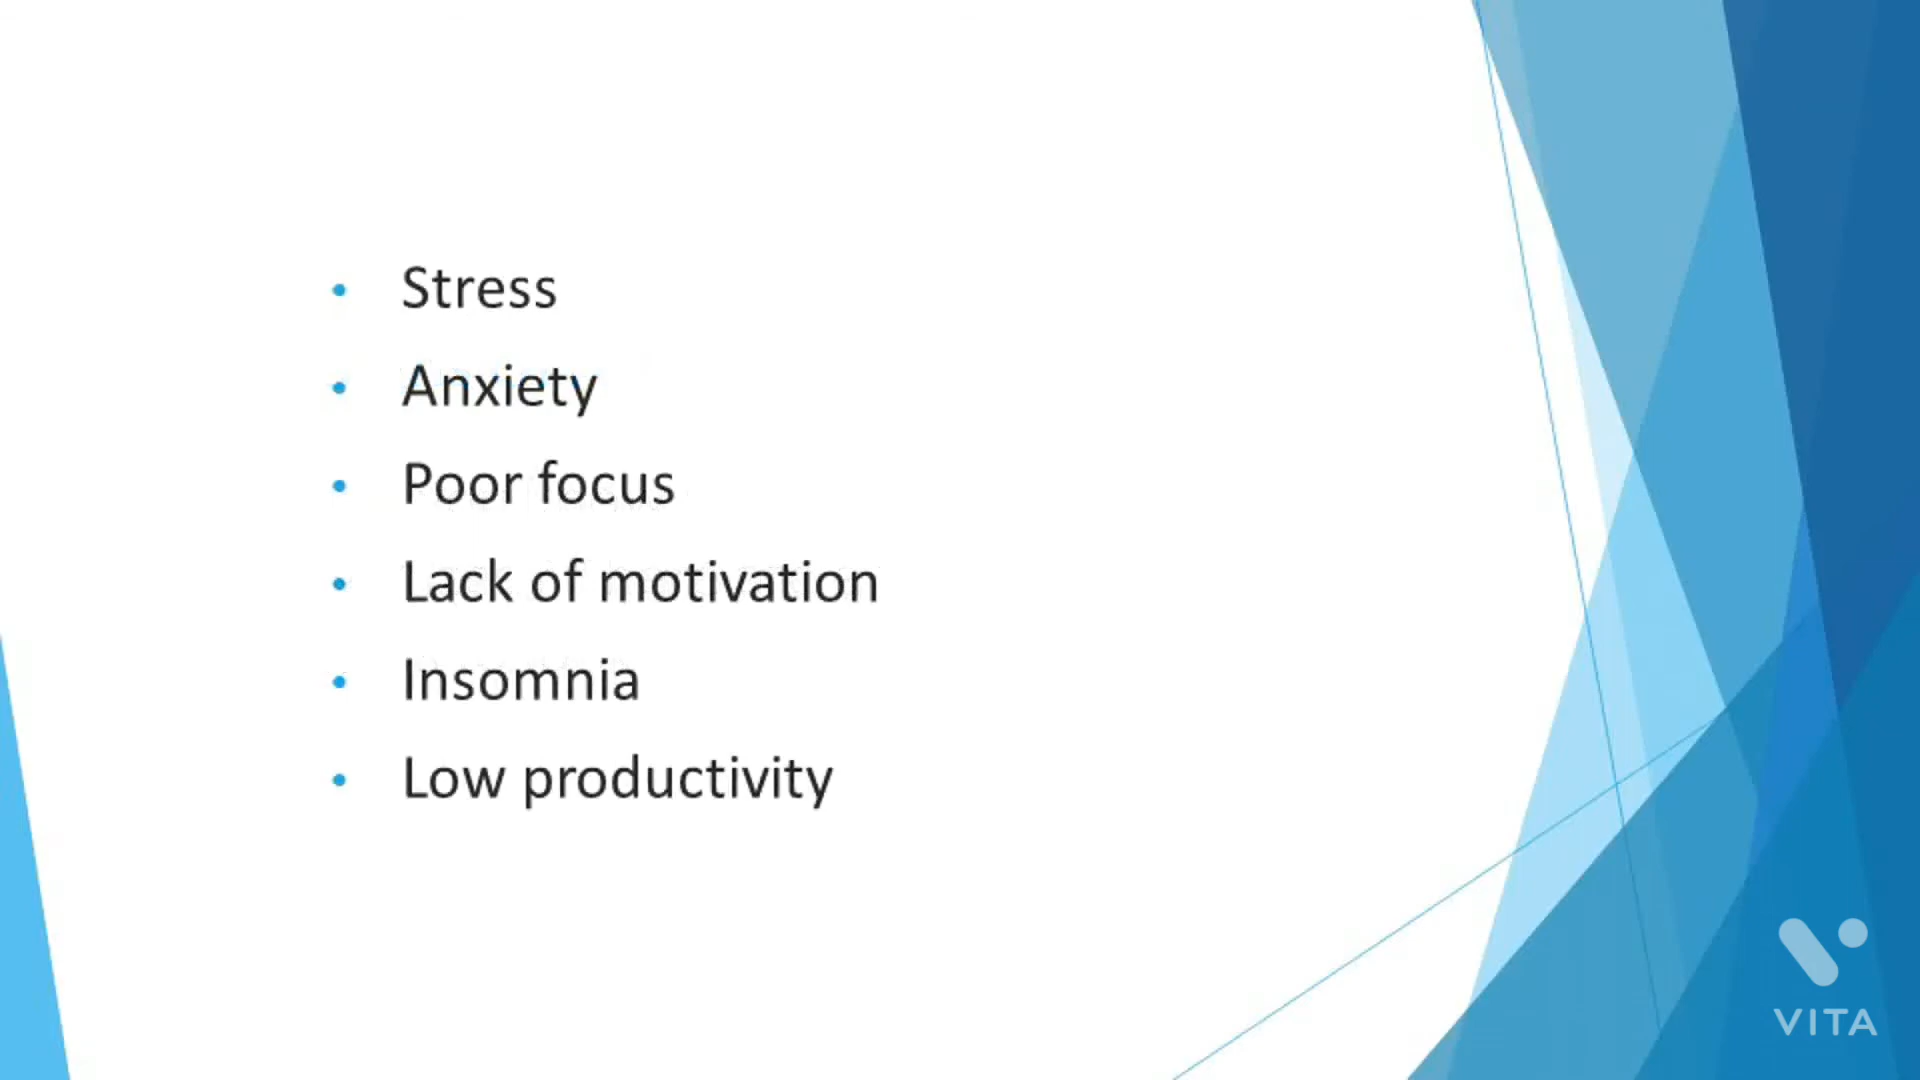 • Stress
• Anxiety
• Poor focus
• Lack of motivation
• Insomnia
• Low productivity
VITA